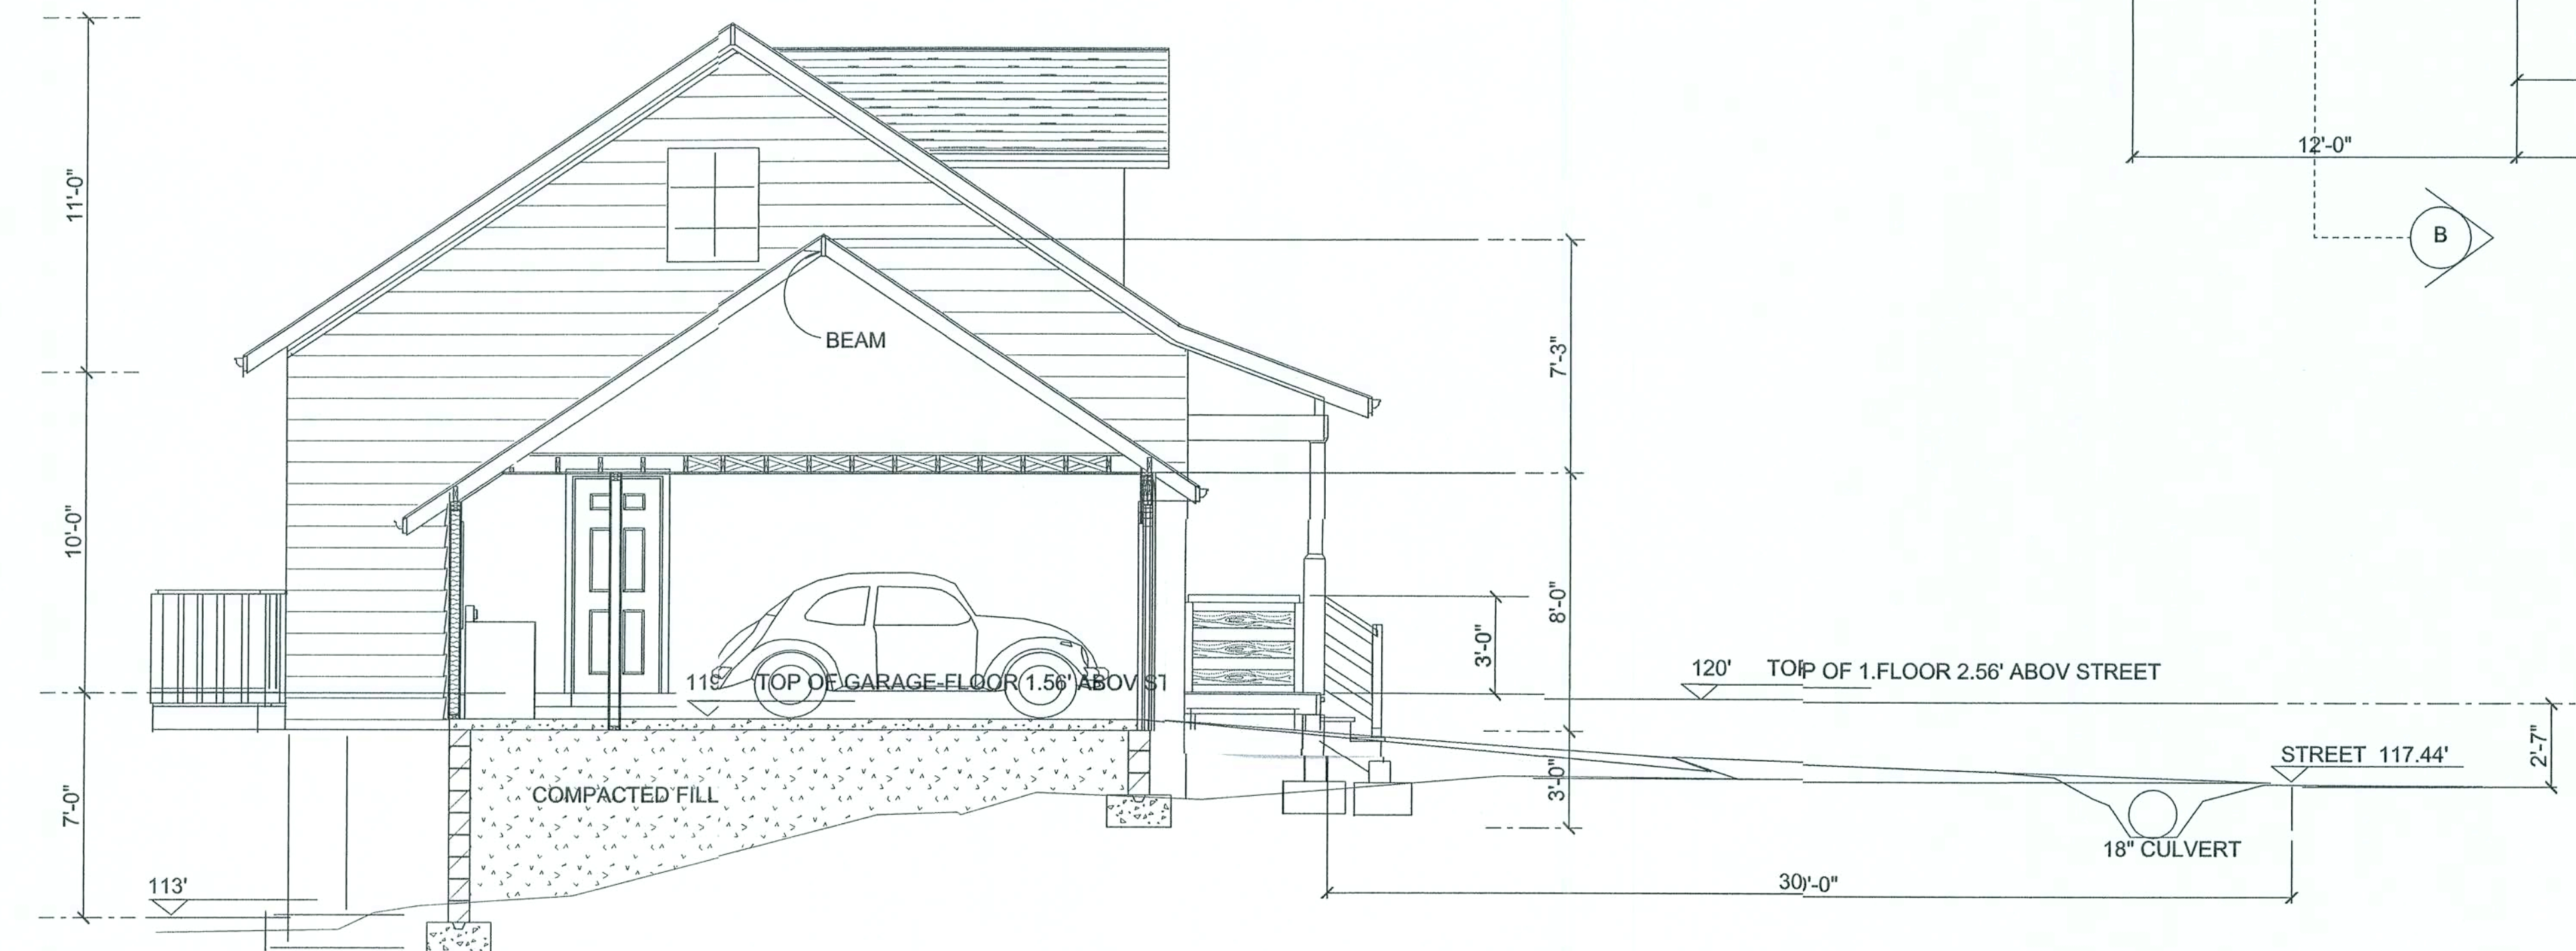 12'-0"
11'-0"
B
BEAM
7'-3"
10'-0"
8'-0"
3'-0"
120' TOP OF 1.FLOOR 2.56' ABOV STREET
119 TOP OF GARAGE-FLOOR 1.56' ABOV ST
2'-7"
STREET 117.44'
3'-0"
COMPACTED FILL
7'-0"
18" CULVERT
113'
30'-0"